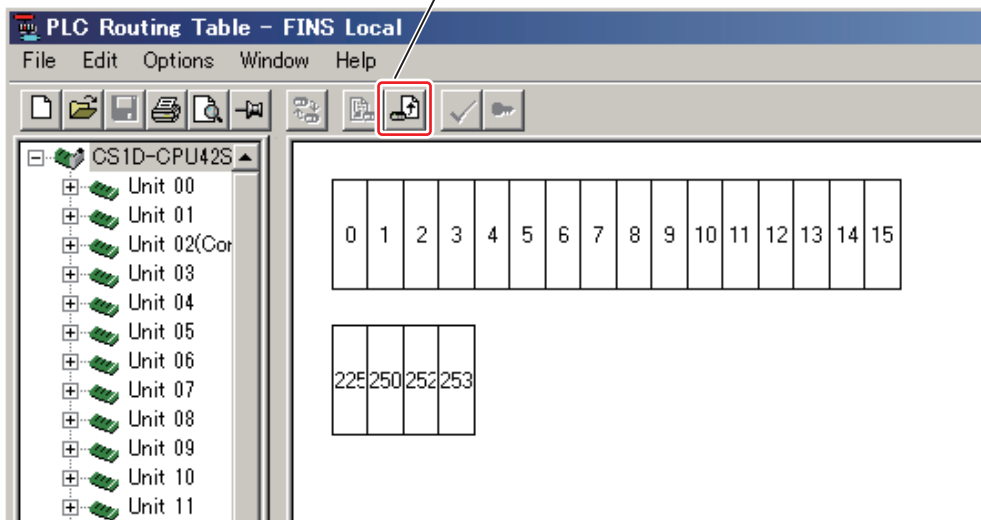 PLC Routing Table - FINS Local
File Edit Options Window Help
CS1D-CPU42S
Unit 00
Unit 01
Unit 02(Cor
Unit 03
Unit 04
Unit 05
Unit 06
Unit 07
Unit 08
Unit 09
Unit 10
Unit 11
0 1 2 3 4 5 6 7 8 9 10 11 12 13 14 15
225 250 252 253